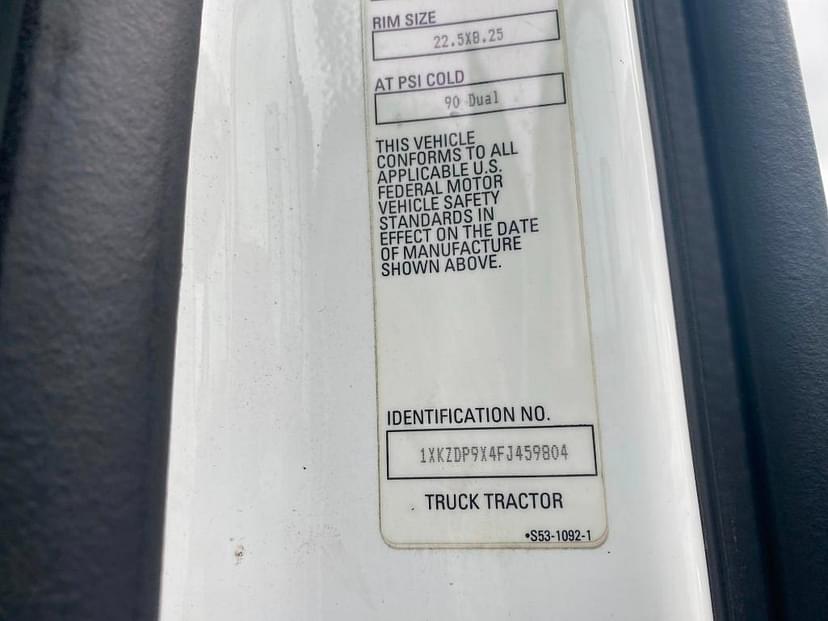 RIM SIZE
22.5X8.25
AT PSI COLD
90 Dual
THIS VEHICLE
CONFORMS TO ALL
APPLICABLE U.S.
FEDERAL MOTOR
VEHICLE SAFETY
STANDARDS IN
EFFECT ON THE DATE
OF MANUFACTURE
SHOWN ABOVE.
IDENTIFICATION NO.
1XKZDP9X4FJ459804
TRUCK TRACTOR
•S53-1092-1